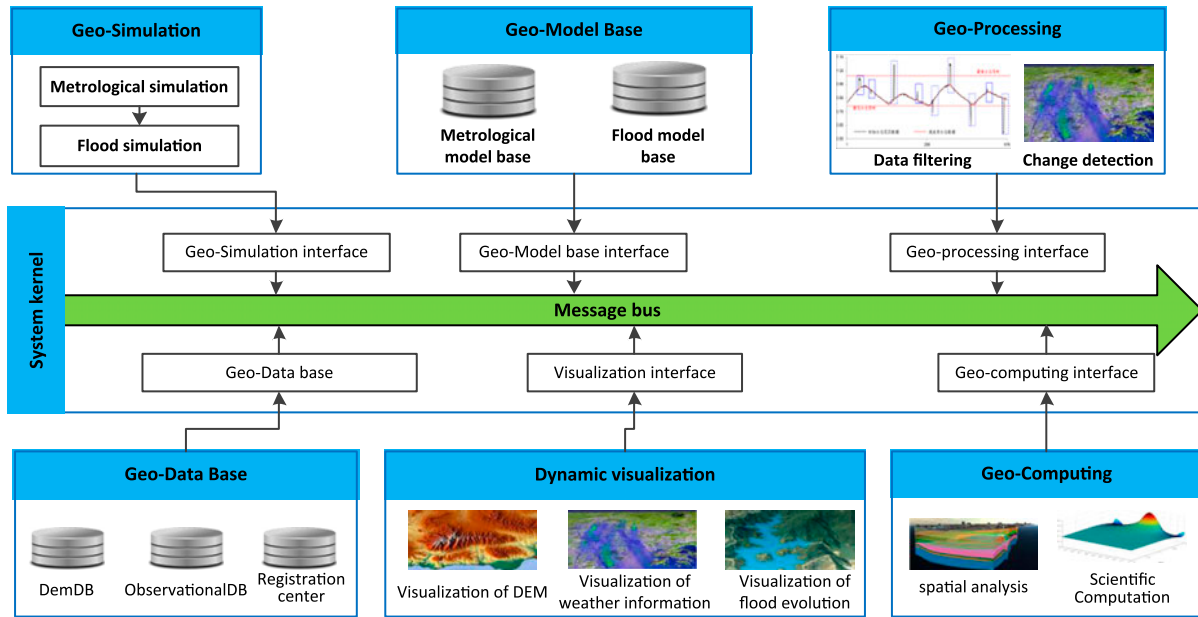 Geo-Simulation
Metrological simulation
Flood simulation
Geo-Model Base
Metrological
model base
Flood model
base
Geo-Processing
Data filtering
Change detection
System kernel
Geo-Simulation interface
Geo-Model base interface
Geo-processing interface
Message bus
Geo-Data base
Visualization interface
Geo-computing interface
Geo-Data Base
DemDB
ObservationalDB
Registration
center
Dynamic visualization
Visualization of DEM
Visualization of
weather information
Visualization of
flood evolution
Geo-Computing
spatial analysis
Scientific
Computation